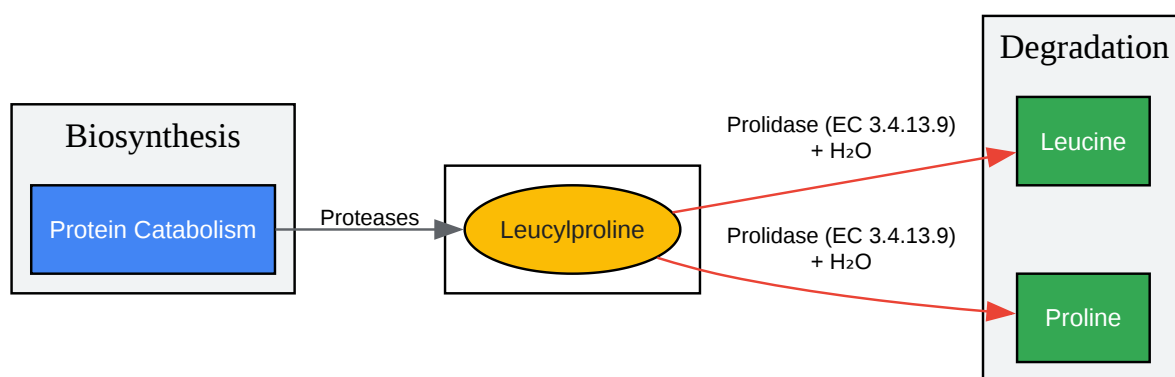 Biosynthesis
Protein Catabolism
Proteases
Leucylproline
Prolidase (EC 3.4.13.9)
+ H₂O
Prolidase (EC 3.4.13.9)
+ H₂O
Degradation
Leucine
Proline